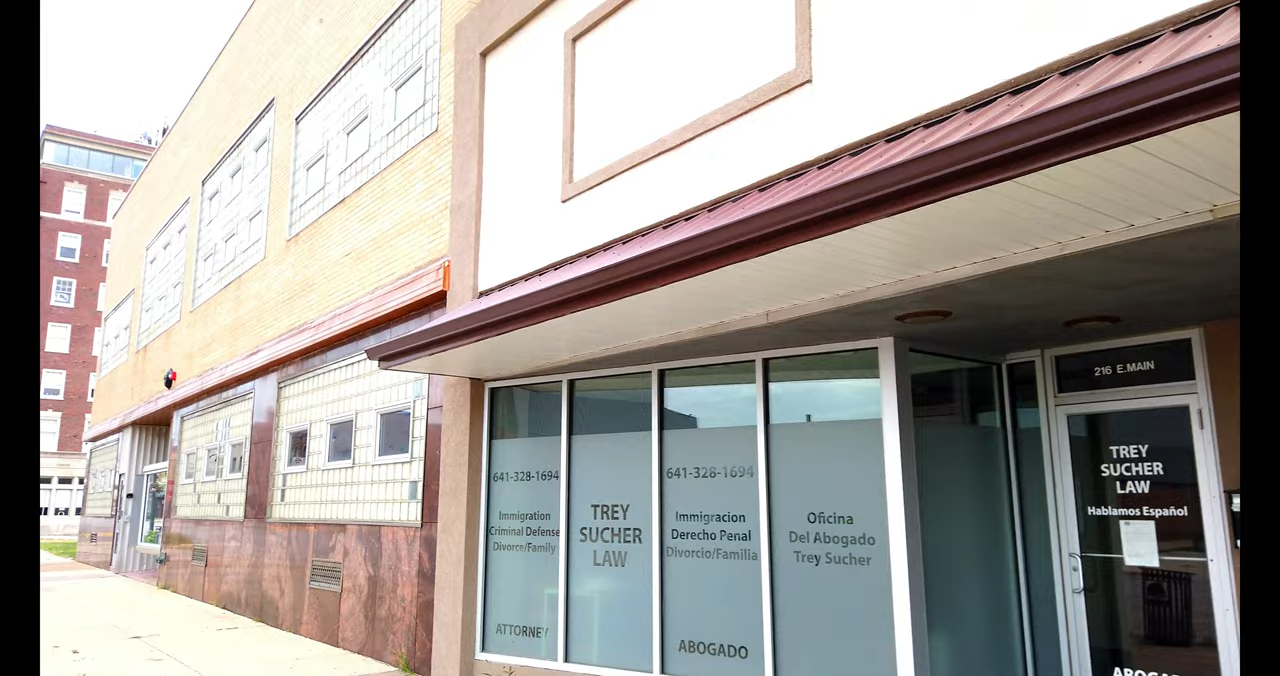 641-328-1694
Immigration
Criminal Defense
Divorce/Family
ATTORNEY
TREY
SUCHER
LAW
641-328-1694
Immigracion
Derecho Penal
Divorcio/Familia
ABOGADO
Oficina
Del Abogado
Trey Sucher
216 E.MAIN
TREY
SUCHER
LAW
Hablamos Español